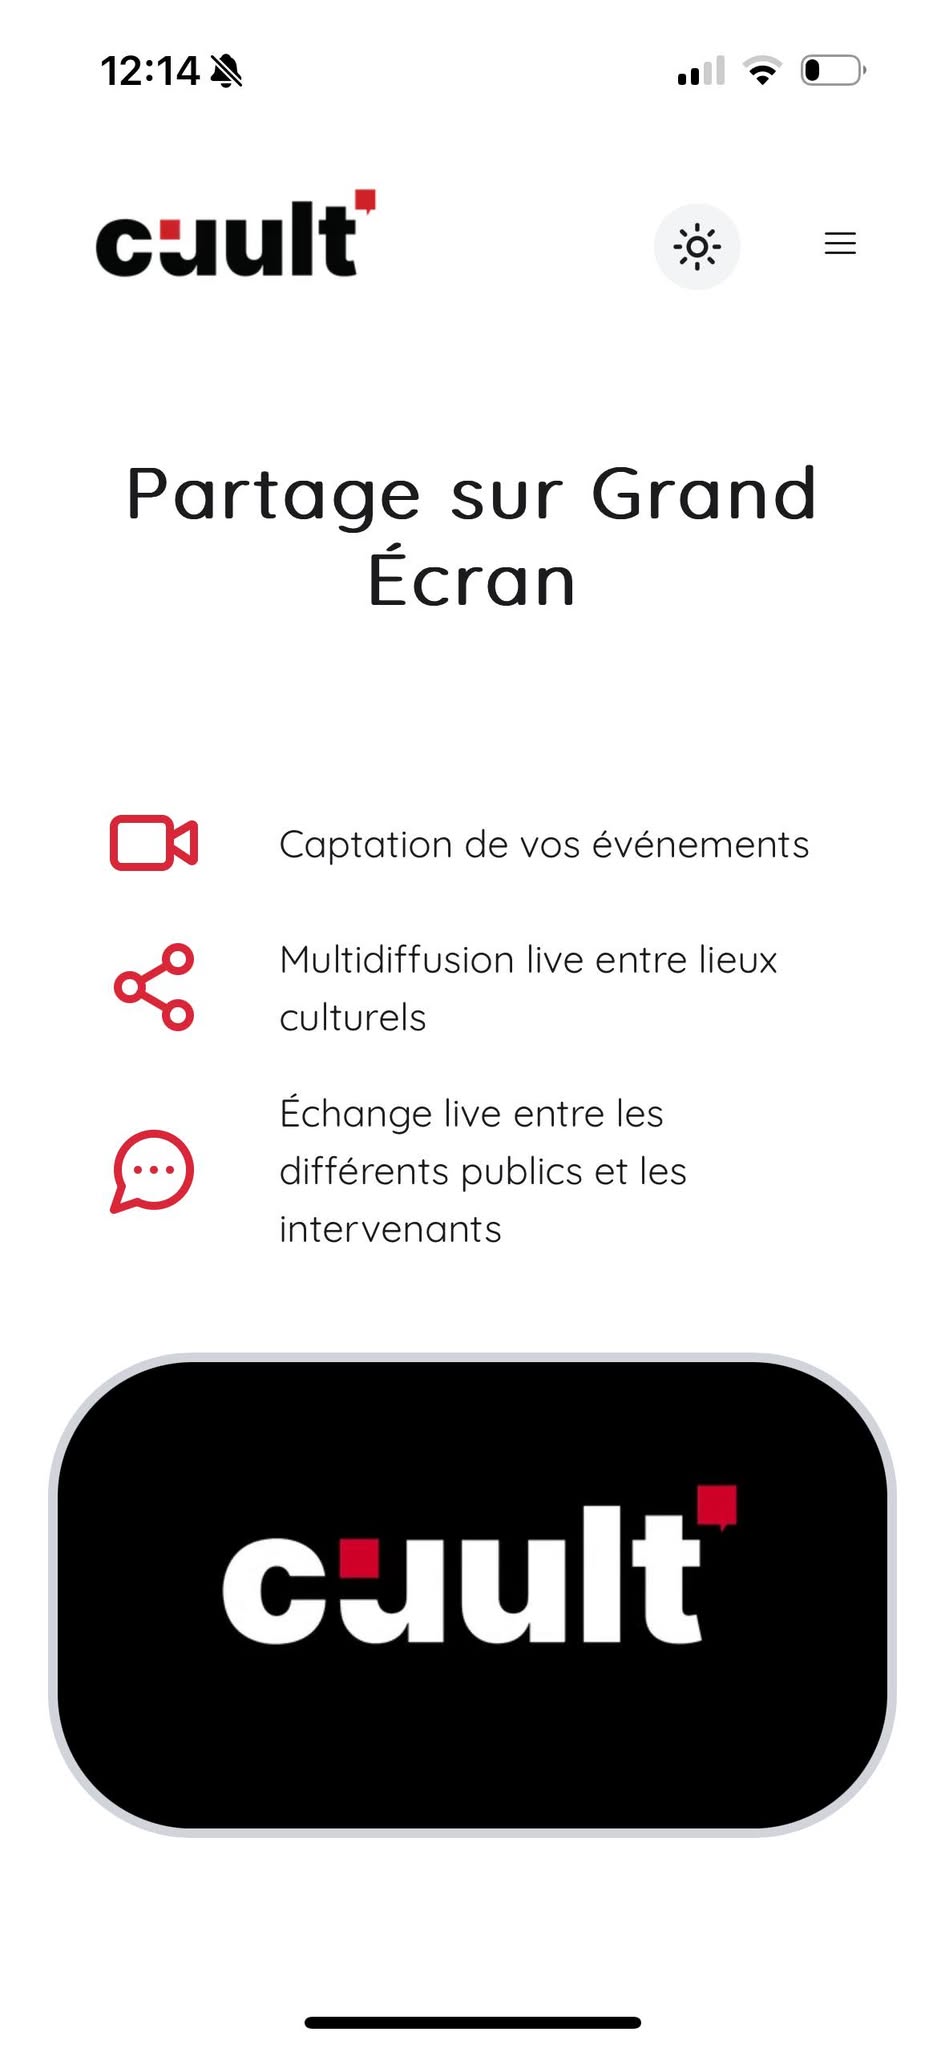 12:14
cuult
Partage sur Grand
Écran
Captation de vos événements
Multidiffusion live entre lieux
culturels
Échange live entre les
différents publics et les
intervenants
cuult